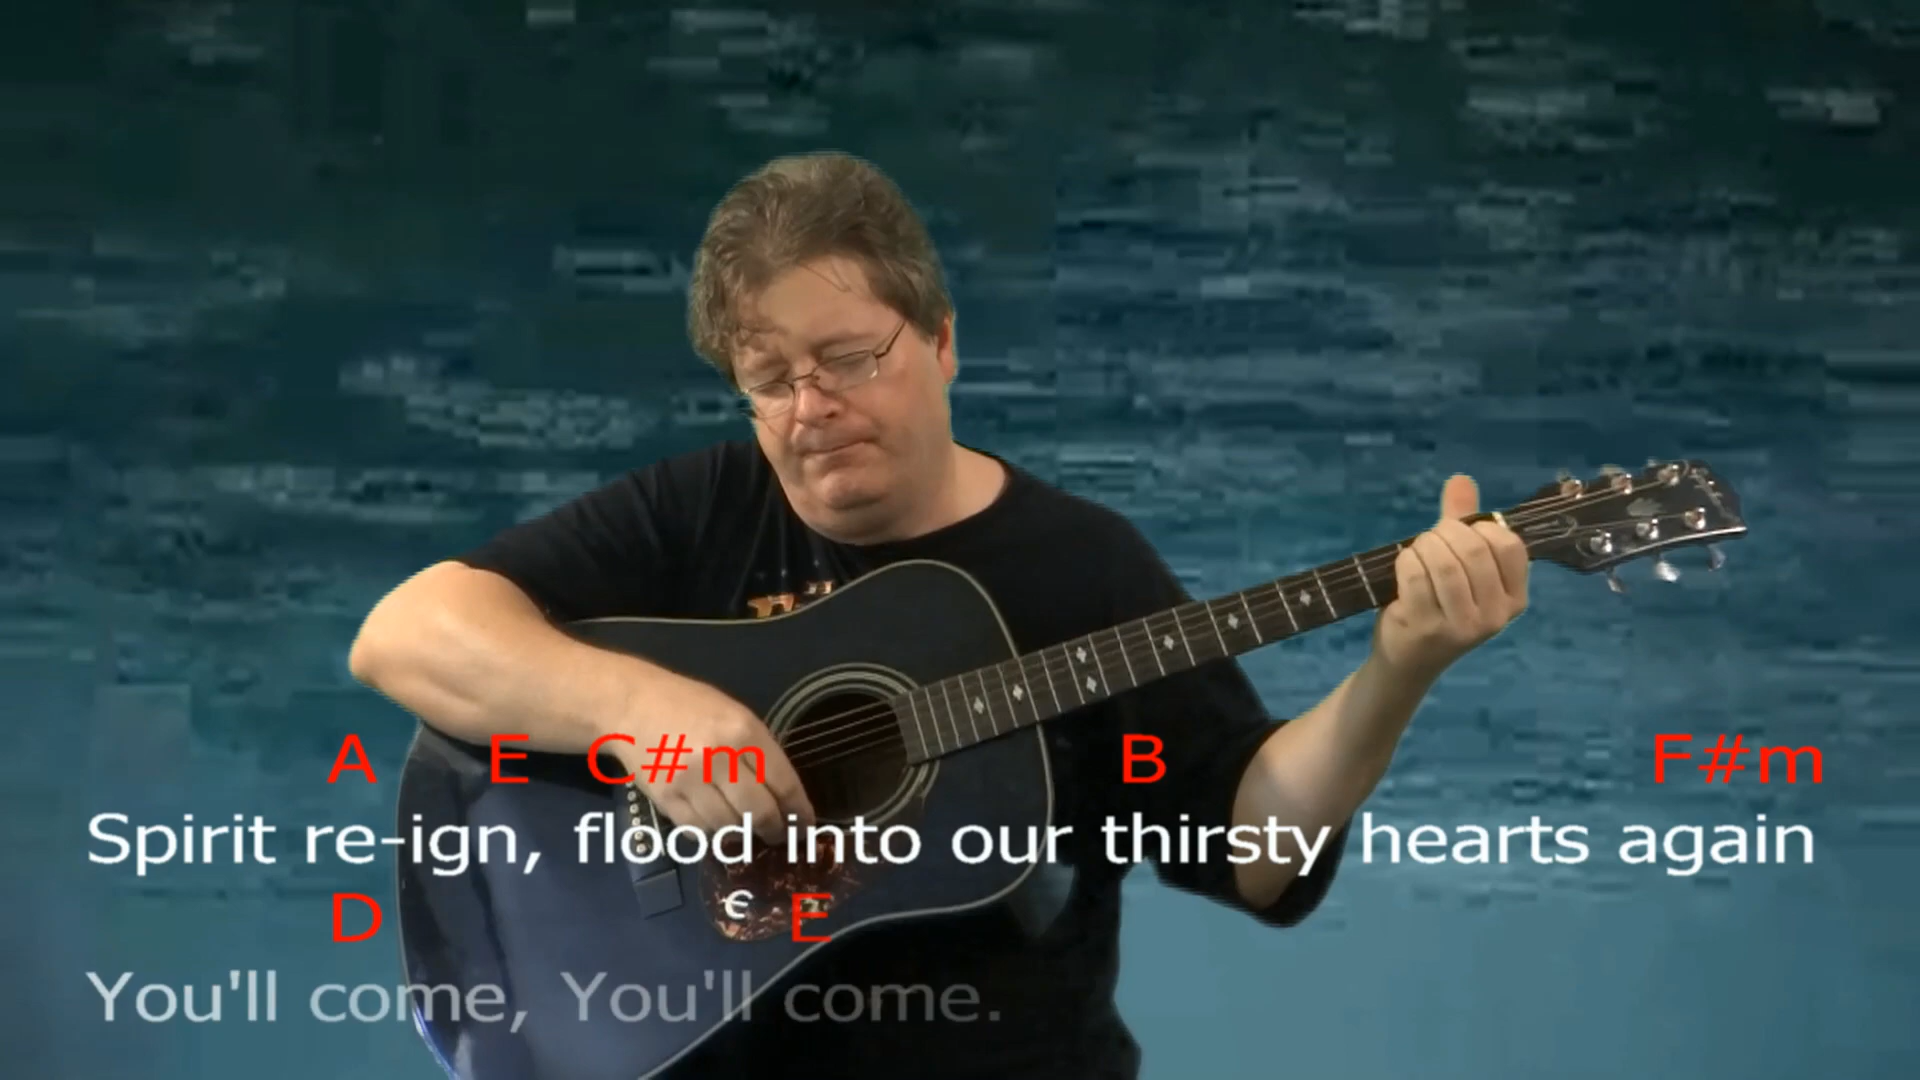 A E C#m B F#m
Spirit re-ign, flood into our thirsty hearts again
D E
You'll come, You'll come.